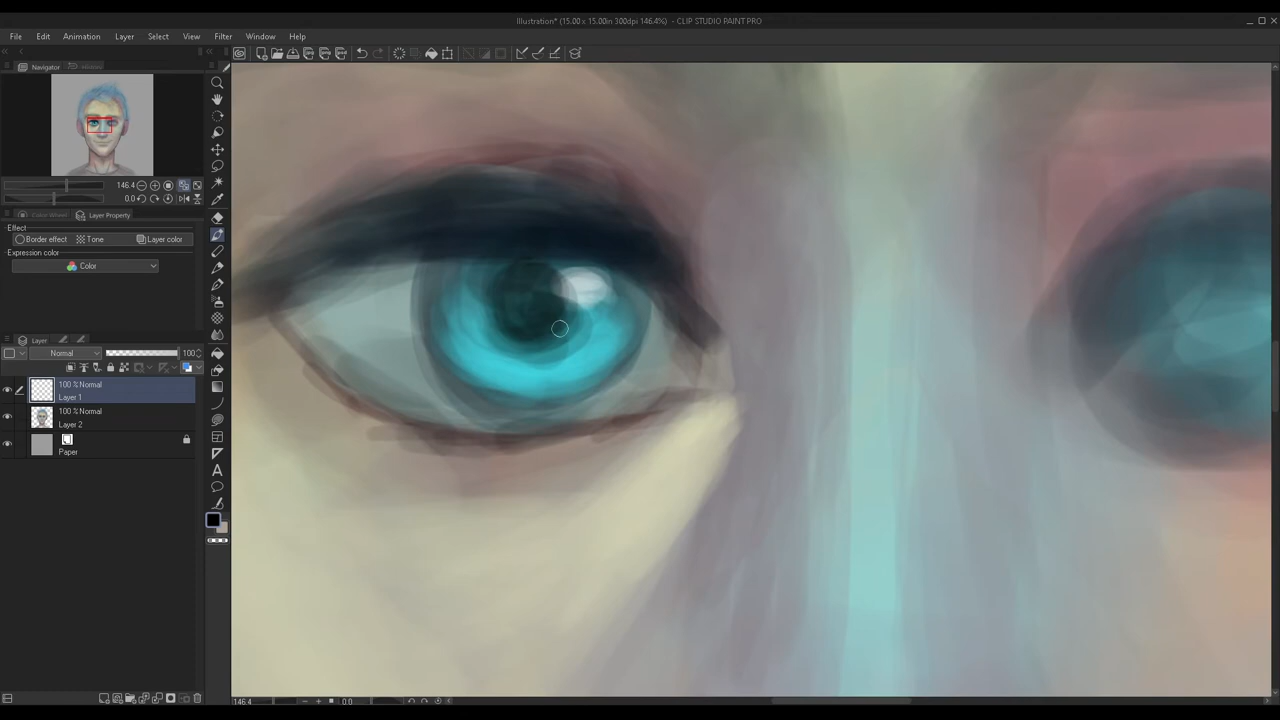 Illustration* (15.00 x 15.00in 300dpi 146.4%) - CLIP STUDIO PAINT PRO
File Edit Animation Layer Select View Filter Window Help
Navigator
146.4
0.0
Color Wheel Layer Property
Effect
Border effect Tone Layer color
Expression color
Color
Layer
Normal 100
100 % Normal
Layer 1
100 % Normal
Layer 2
Paper
146.4 0.0